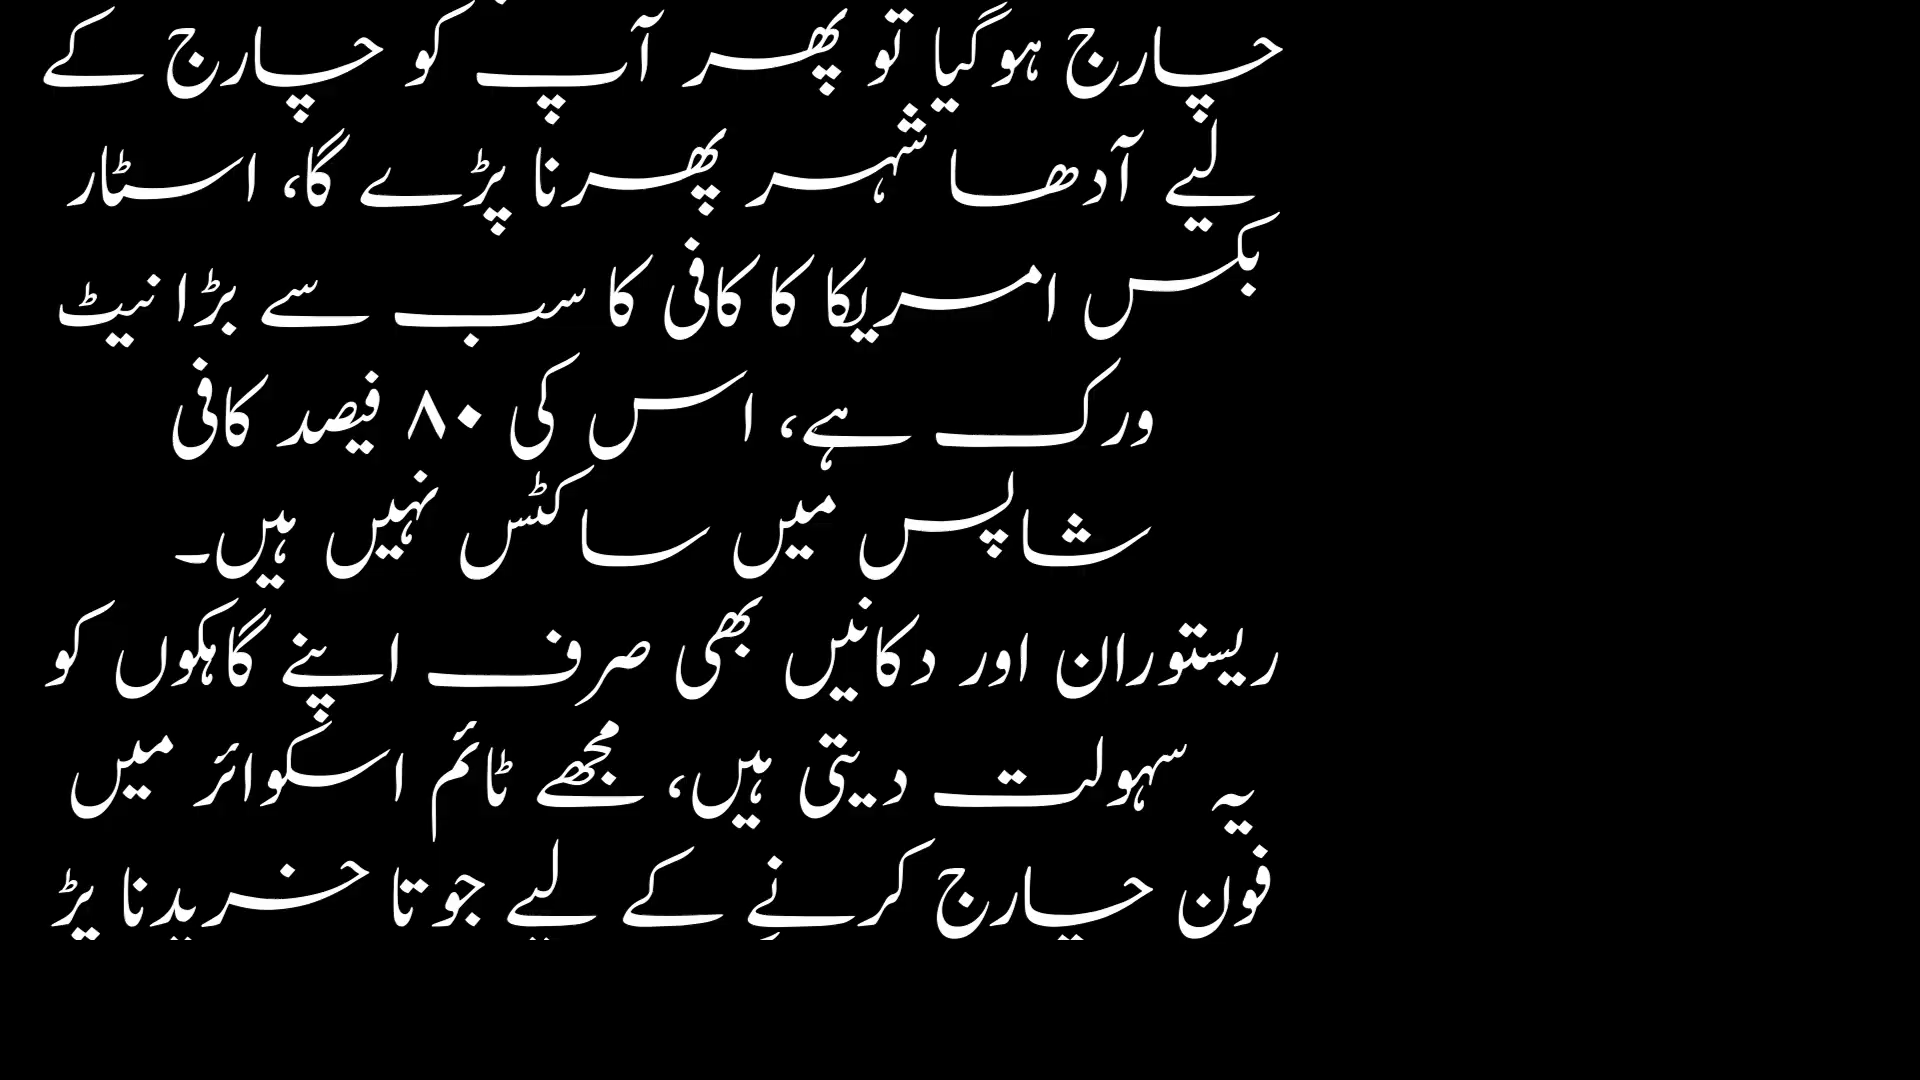 چارج ہوگیا تو پھر آپ کو چارج کے
لیے آدھا شہر پھرنا پڑے گا، اسٹار
بکس امریکا کا کافی کا سب سے بڑا نیٹ
ورک ہے، اس کی ۸۰ فیصد کافی
شاپس میں ساکٹس نہیں ہیں۔
ریستوران اور دکانیں بھی صرف اپنے گاہکوں کو
یہ سہولت دیتی ہیں، مجھے ٹائم اسکوائر میں
فون چارج کرنے کے لیے جوتا خریدنا پڑ